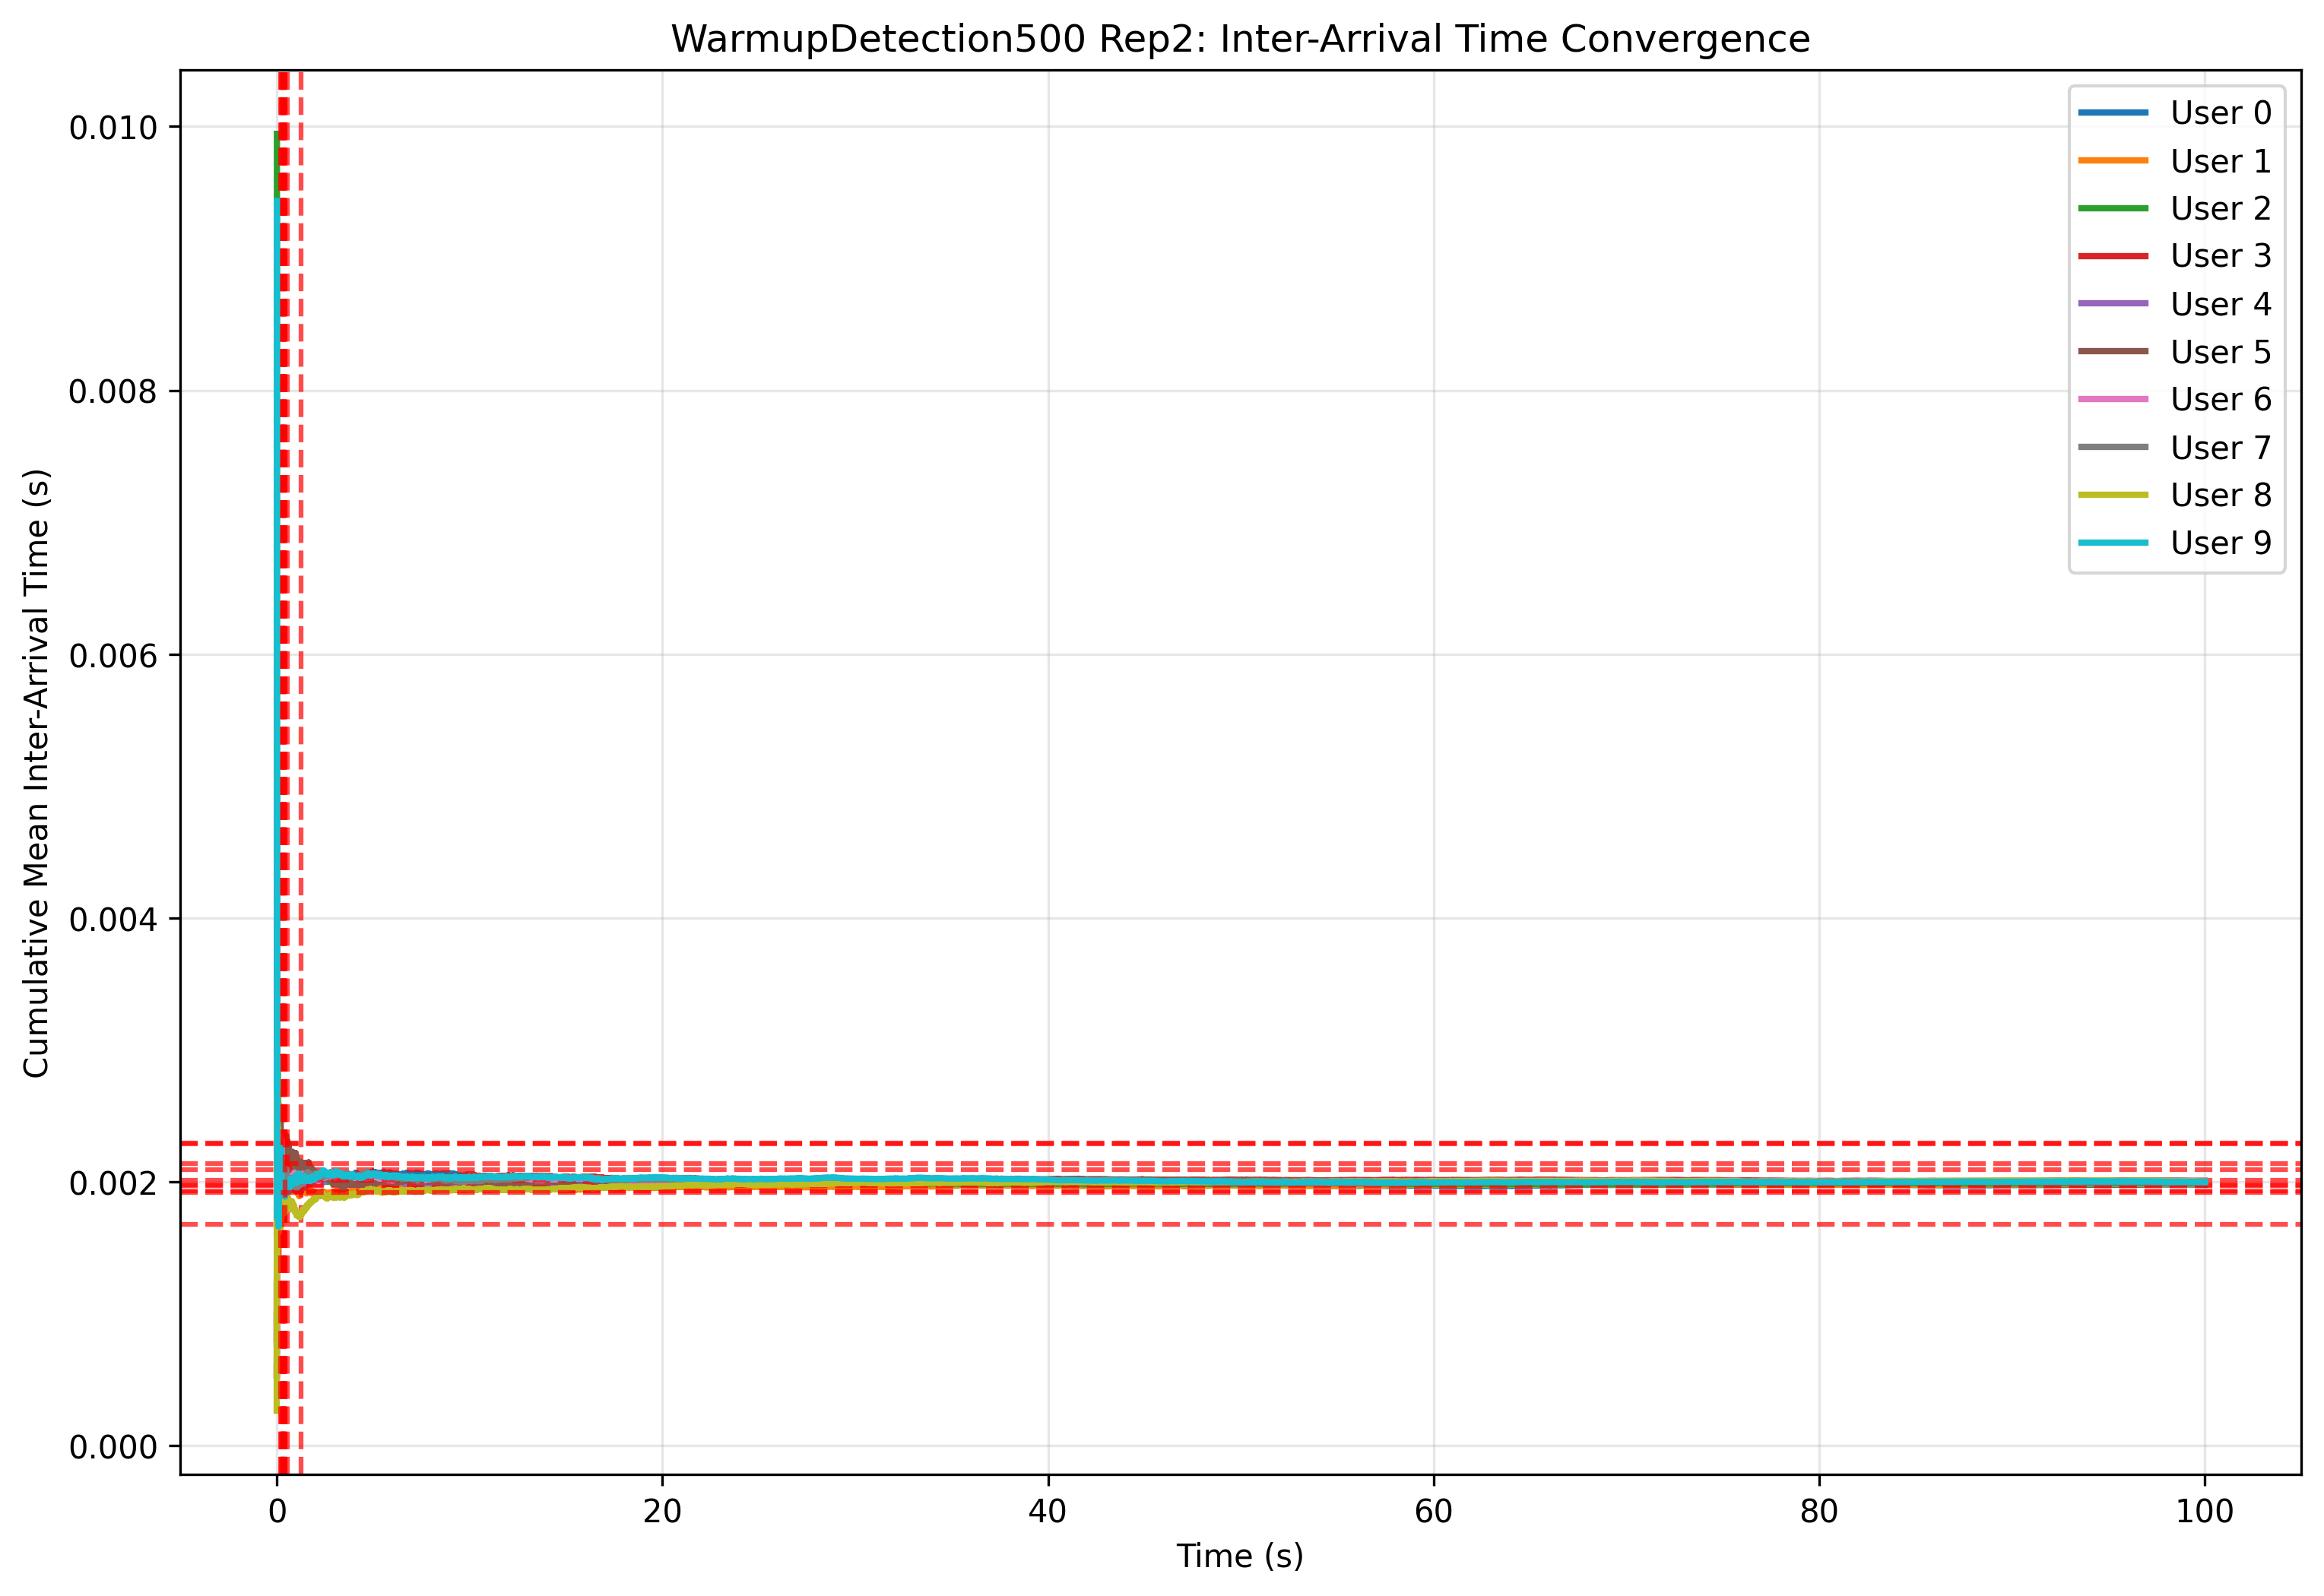 WarmupDetection500 Rep2: Inter-Arrival Time Convergence
Cumulative Mean Inter-Arrival Time (s)
0.010
0.008
0.006
0.004
0.002
0.000
0
20
40
60
80
100
Time (s)
User 0
User 1
User 2
User 3
User 4
User 5
User 6
User 7
User 8
User 9